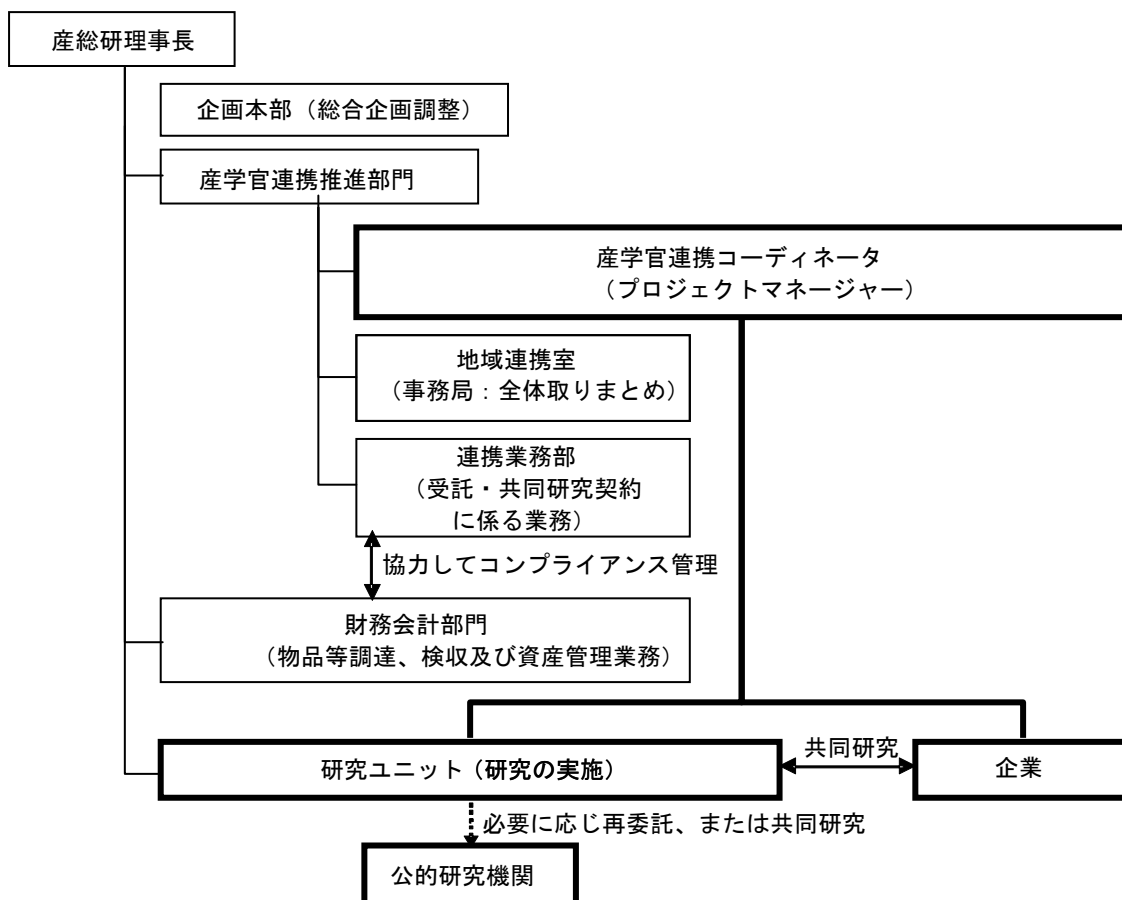 産総研理事長
企画本部（総合企画調整）
産学官連携推進部門
産学官連携コーディネータ
（プロジェクトマネージャー）
地域連携室
（事務局：全体取りまとめ）
連携業務部
（受託・共同研究契約
に係る業務）
協力してコンプライアンス管理
財務会計部門
（物品等調達、検収及び資産管理業務）
研究ユニット（研究の実施）
共同研究
企業
必要に応じ再委託、または共同研究
公的研究機関